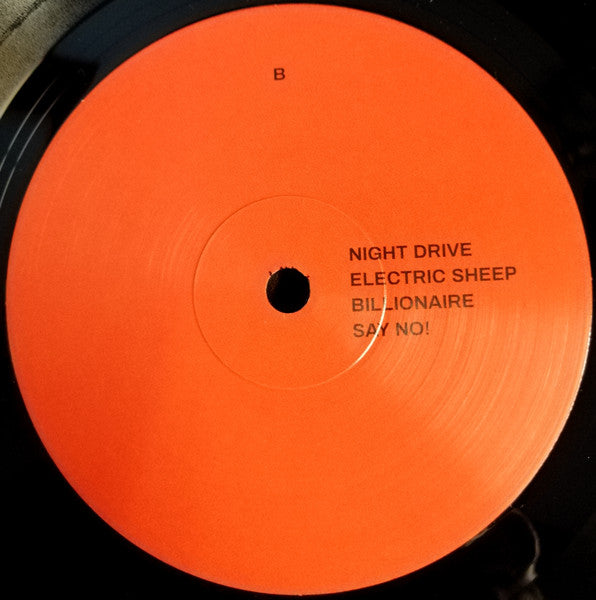 B
NIGHT DRIVE
ELECTRIC SHEEP
BILLIONAIRE
SAY NO!